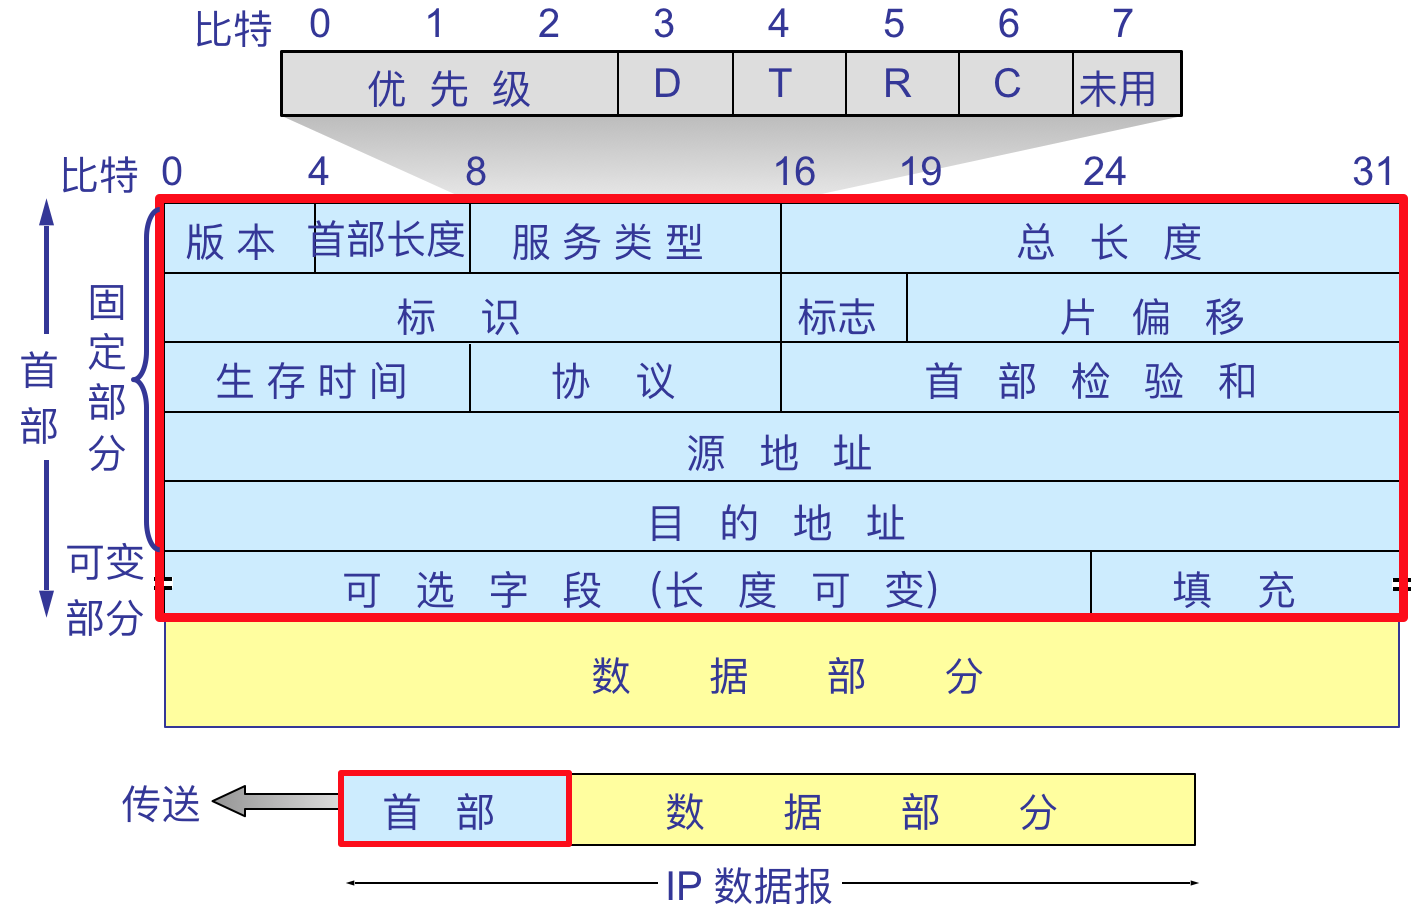 比特 0 1 2 3 4 5 6 7
优先级 D T R C 未用
比特 0 4 8 16 19 24 31
版本 首部长度 服务类型 总长度
标识 标志 片偏移
生存时间 协议 首部检验和
源地址
目的地址
可选字段(长度可变) 填充
首部
固定部分
可变
部分
数据部分
传送 首部 数据部分
IP 数据报